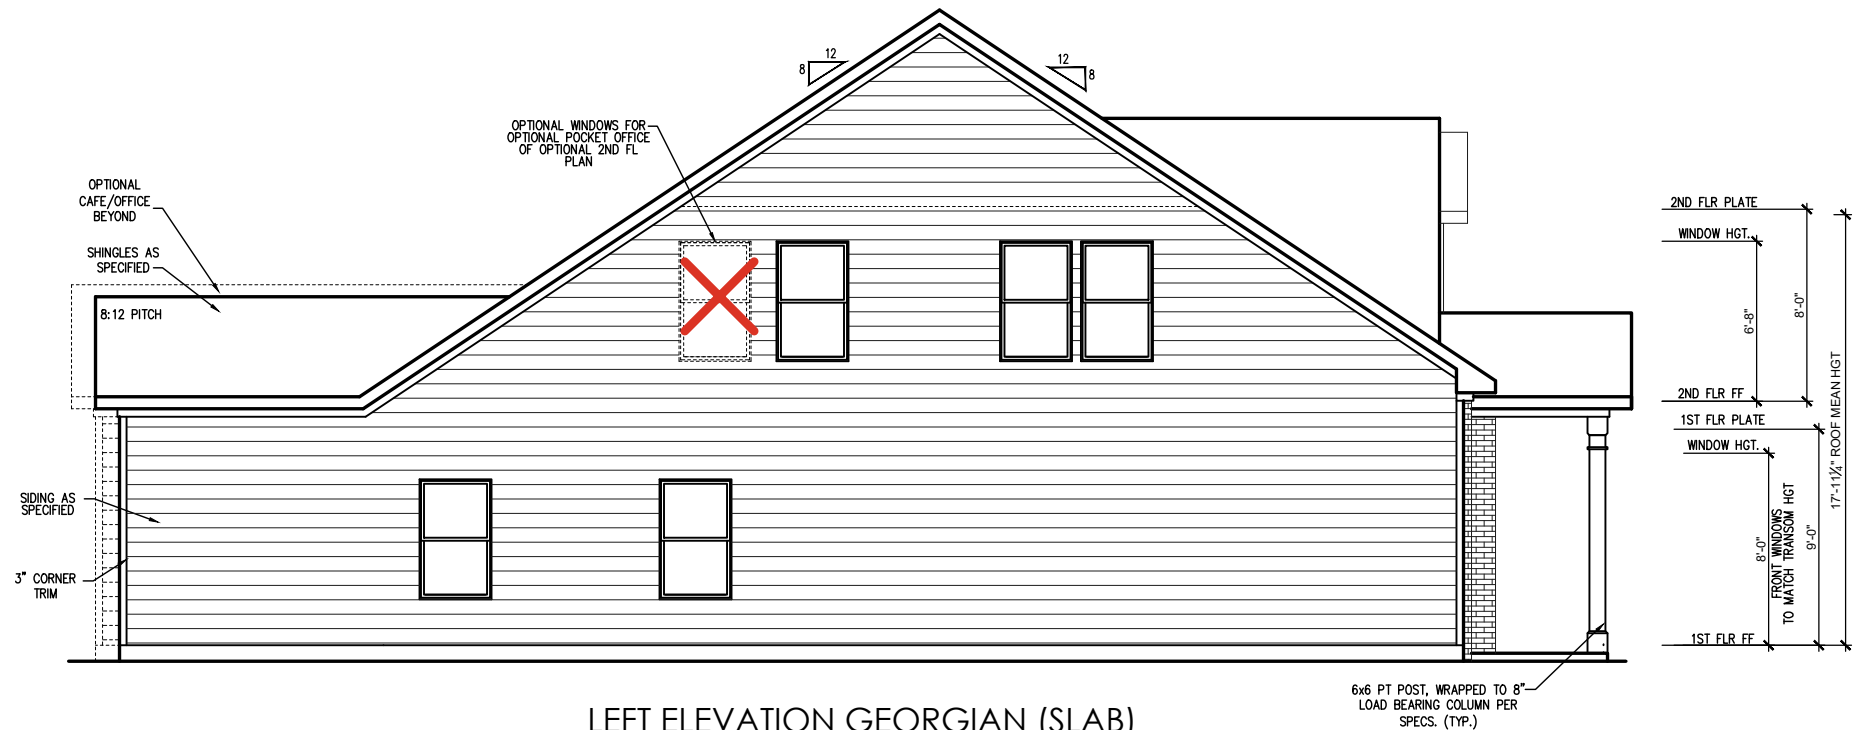 12
8
12
8
OPTIONAL WINDOWS FOR
OPTIONAL POCKET OFFICE
OF OPTIONAL 2ND FL
PLAN
OPTIONAL
CAFE/OFFICE
BEYOND
SHINGLES AS
SPECIFIED
8:12 PITCH
SIDING AS
SPECIFIED
3" CORNER
TRIM
2ND FLR PLATE
WINDOW HGT.
6'-8"
8'-0"
2ND FLR FF
1ST FLR PLATE
WINDOW HGT.
8'-0"
FRONT WINDOWS
TO MATCH TRANSOM HGT
9'-0"
17'-11¼" ROOF MEAN HGT
1ST FLR FF
6x6 PT POST, WRAPPED TO 8"
LOAD BEARING COLUMN PER
SPECS. (TYP.)
LEFT ELEVATION GEORGIAN (SLAB)